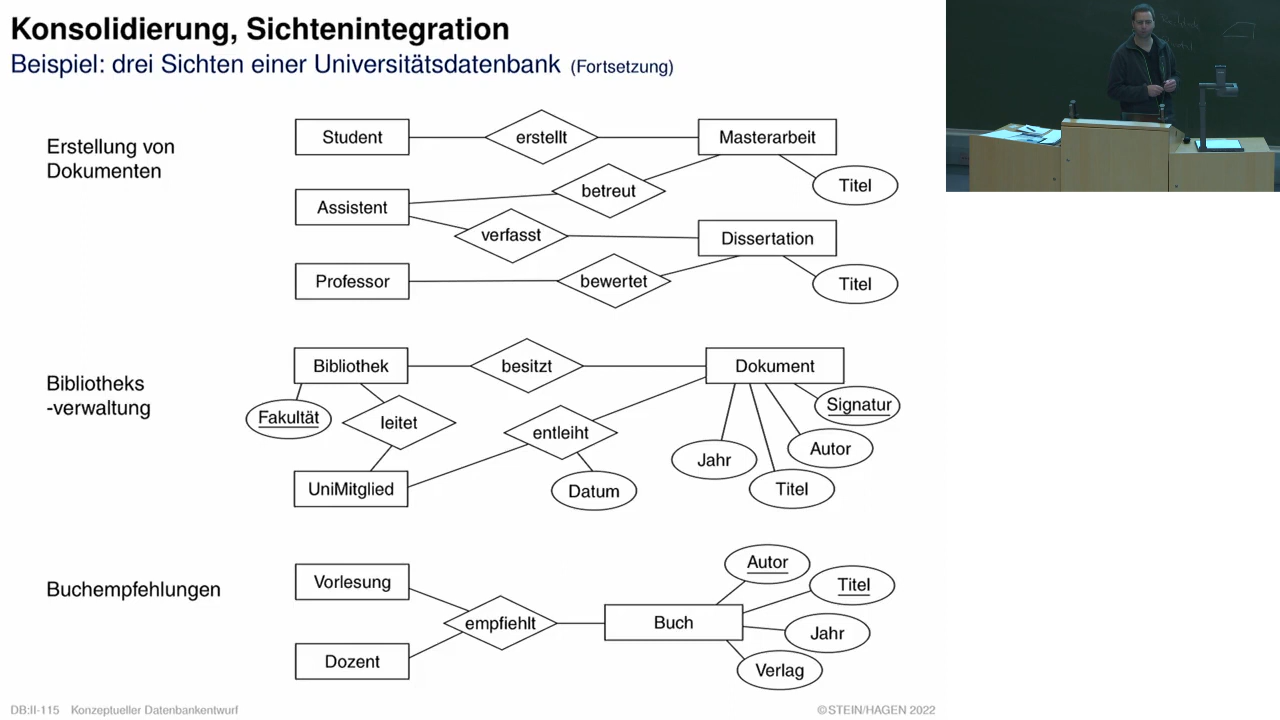 Konsolidierung, Sichtenintegration
Beispiel: drei Sichten einer Universitätsdatenbank (Fortsetzung)
Erstellung von
Dokumenten
Student
erstellt
Masterarbeit
Titel
betreut
Assistent
verfasst
Dissertation
Professor
bewertet
Titel
Bibliotheks
-verwaltung
Bibliothek
besitzt
Dokument
Fakultät
leitet
entleiht
Signatur
Autor
Jahr
Titel
UniMitglied
Datum
Buchempfehlungen
Vorlesung
empfiehlt
Buch
Autor
Titel
Jahr
Verlag
Dozent
DB:II-115 Konzeptueller Datenbankentwurf
©STEIN/HAGEN 2022